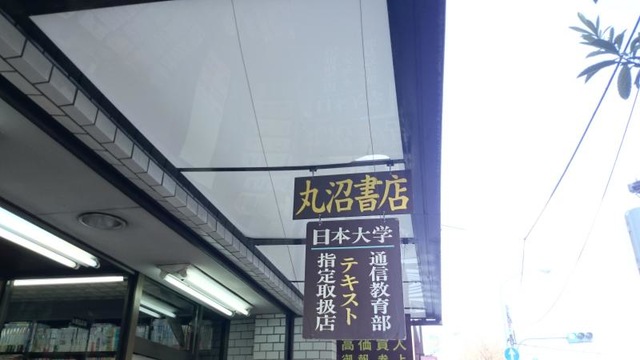 丸沼書店
日本大学
通信教育部
テキスト
指定取扱店